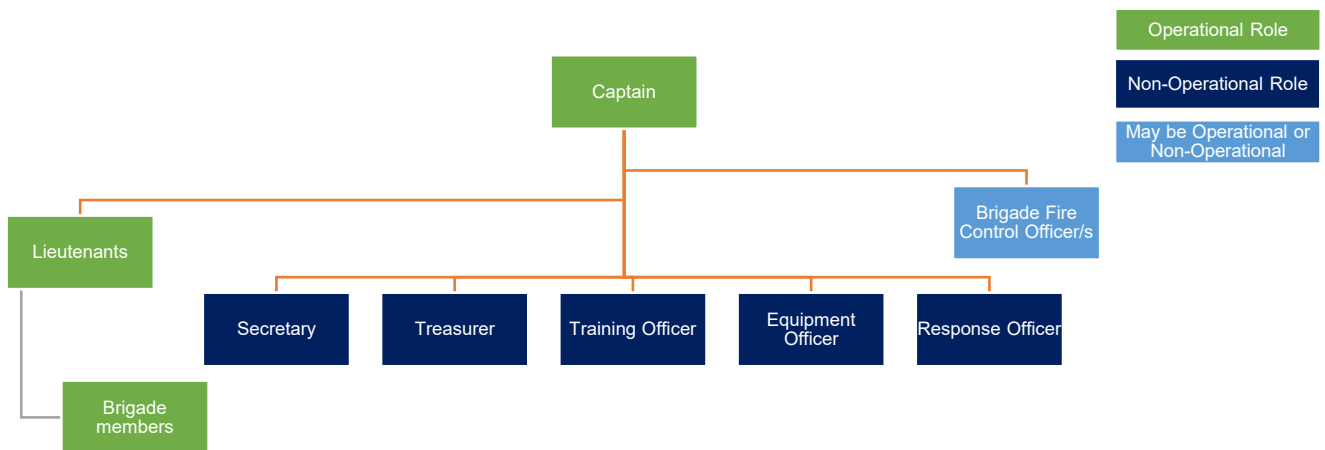 Operational Role
Captain
Non-Operational Role
May be Operational or
Non-Operational
Brigade Fire
Control Officer/s
Lieutenants
Secretary
Treasurer
Training Officer
Equipment
Officer
Response Officer
Brigade
members